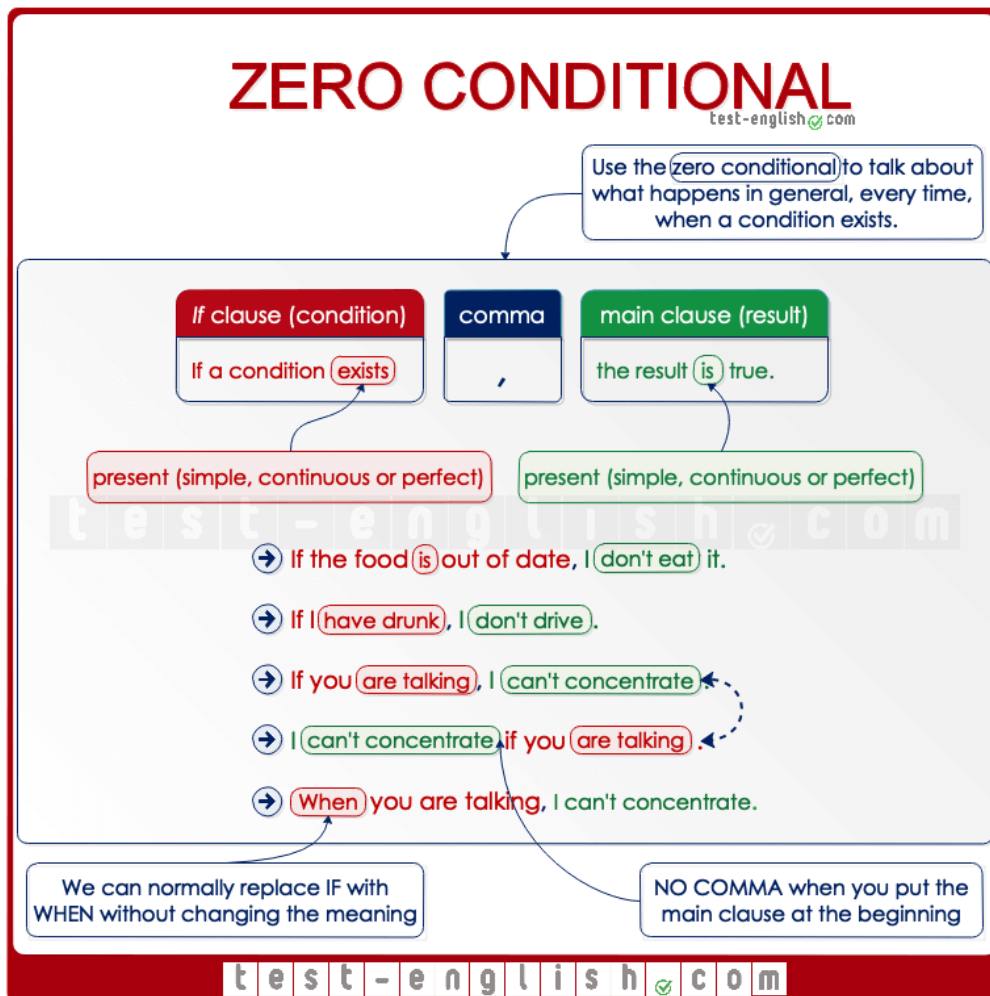 ZERO CONDITIONAL
test-english.com
Use the zero conditional to talk about
what happens in general, every time,
when a condition exists.
If clause (condition)
comma
main clause (result)
If a condition exists
,
the result is true.
present (simple, continuous or perfect)
present (simple, continuous or perfect)
test-english.com
If the food is out of date, I don't eat it.
If I have drunk, I don't drive.
If you are talking, I can't concentrate.
I can't concentrate if you are talking.
When you are talking, I can't concentrate.
We can normally replace IF with
WHEN without changing the meaning
NO COMMA when you put the
main clause at the beginning
test-english.com